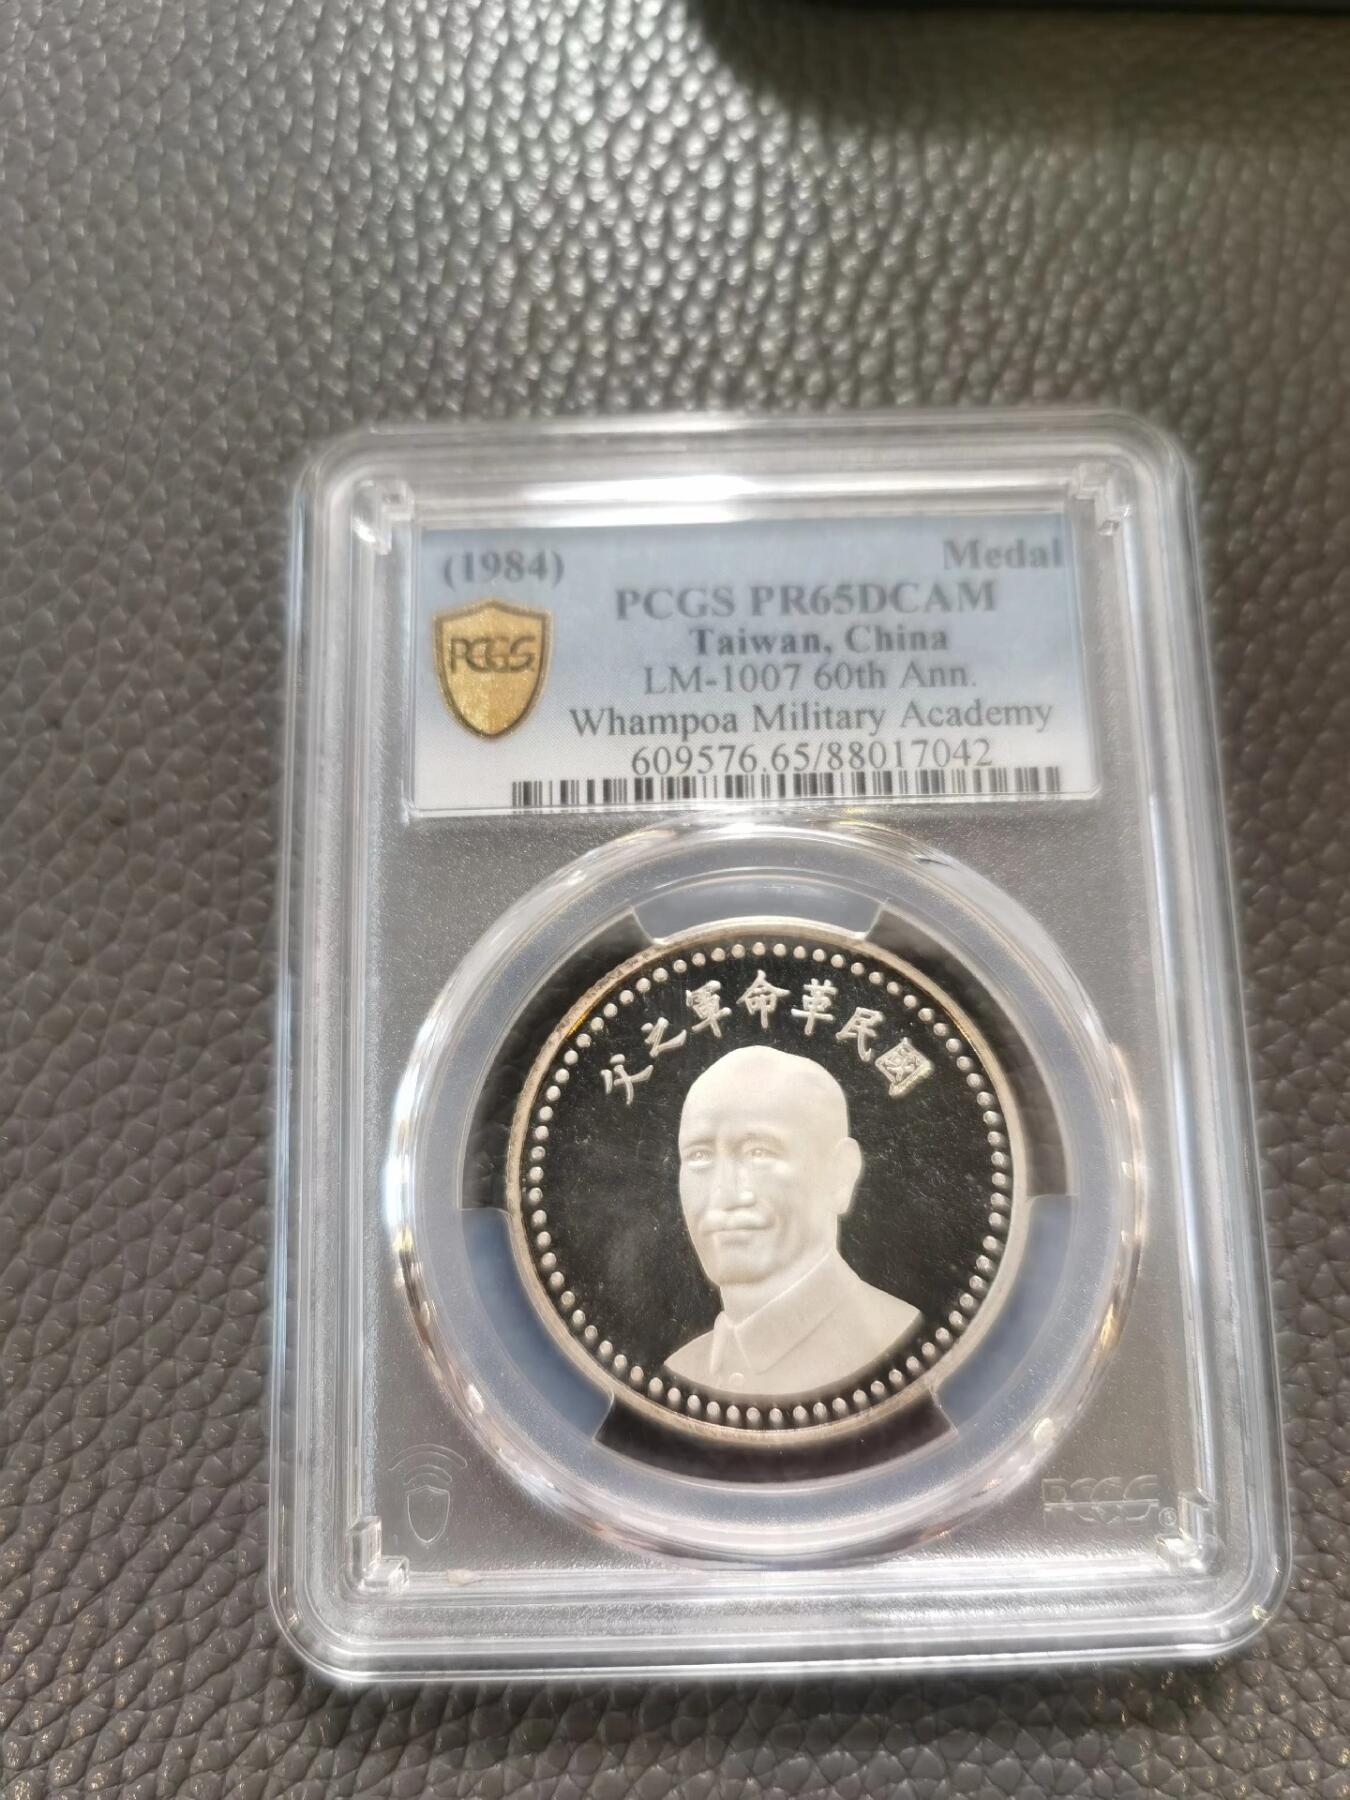 (1984)
Medal
PCGS PR65DCAM
PCGS
Taiwan, China
LM-1007 60th Ann.
Whampoa Military Academy
609576.65/88017042
國民革命軍之父
PCGS